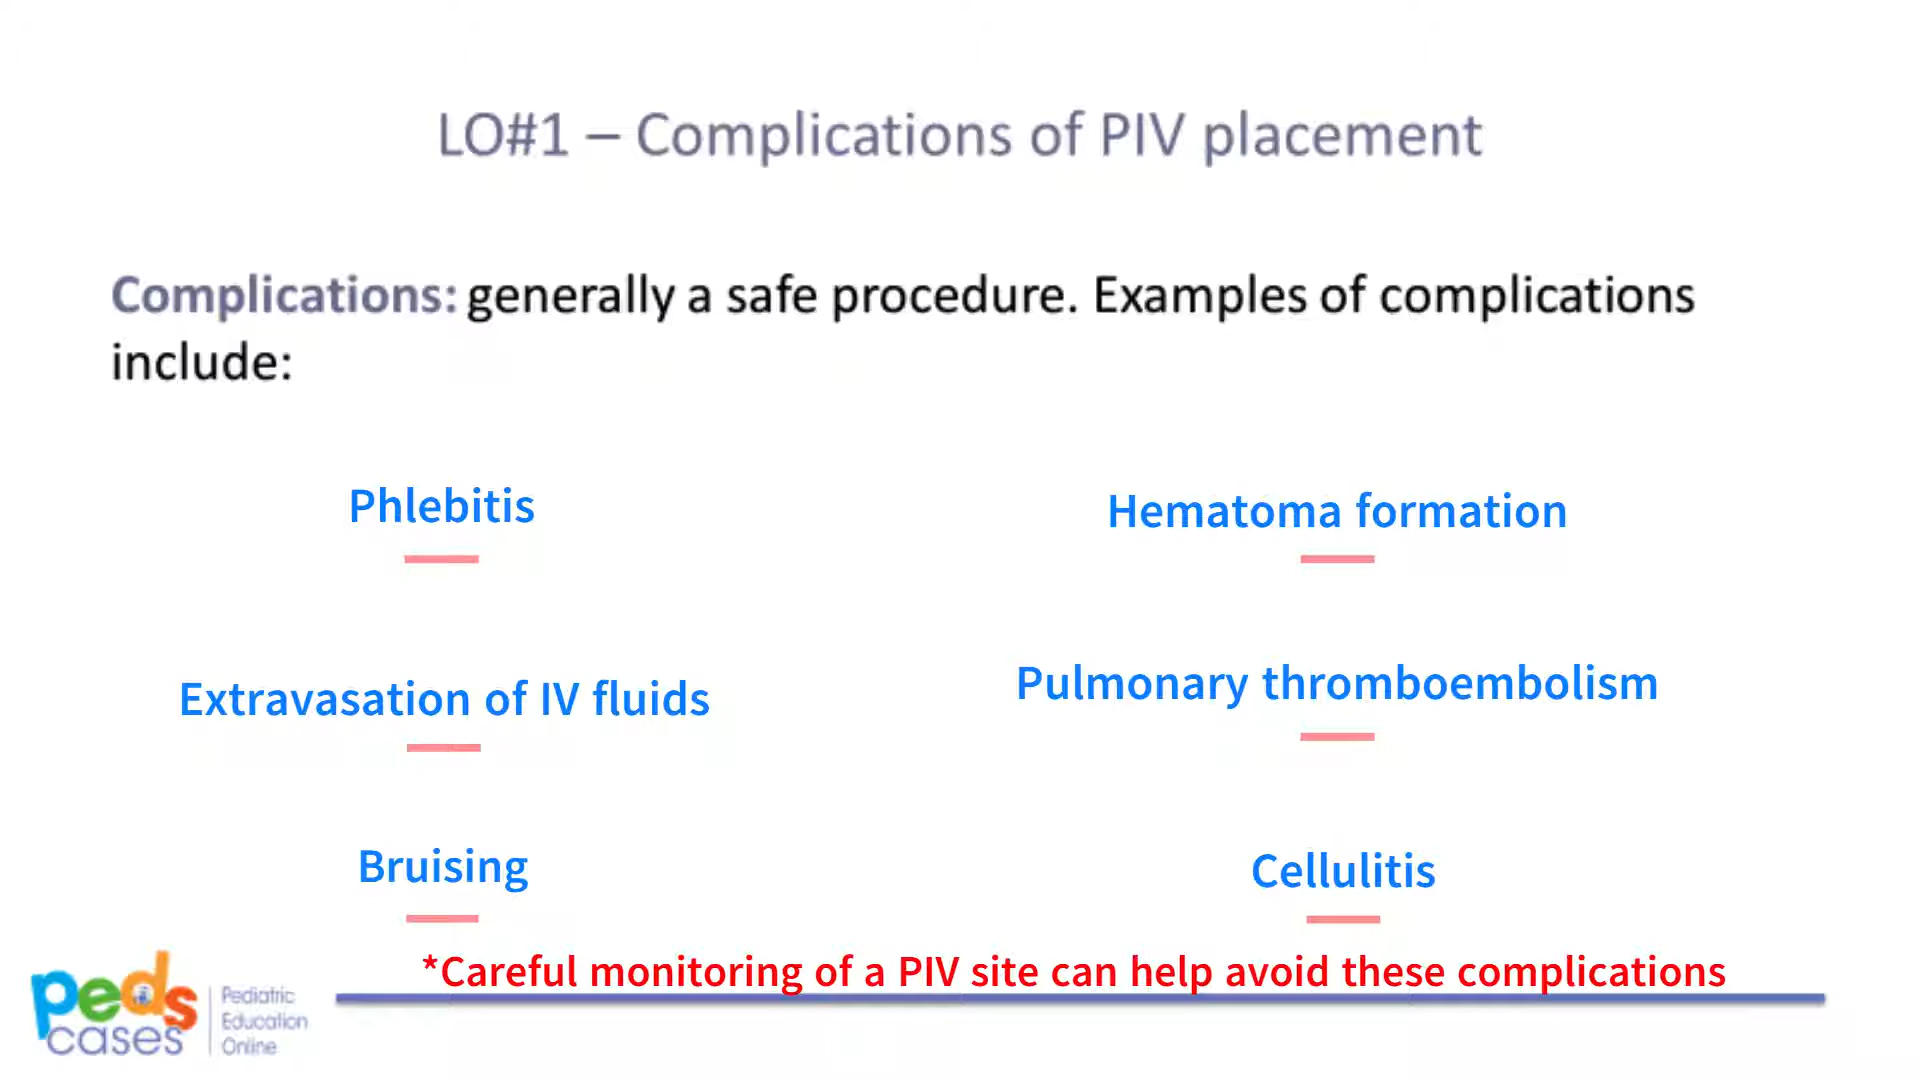 LO#1 – Complications of PIV placement
Complications: generally a safe procedure. Examples of complications
include:
Phlebitis
Hematoma formation
Extravasation of IV fluids
Pulmonary thromboembolism
Bruising
Cellulitis
*Careful monitoring of a PIV site can help avoid these complications
peds
cases
Pediatric
Education
Online